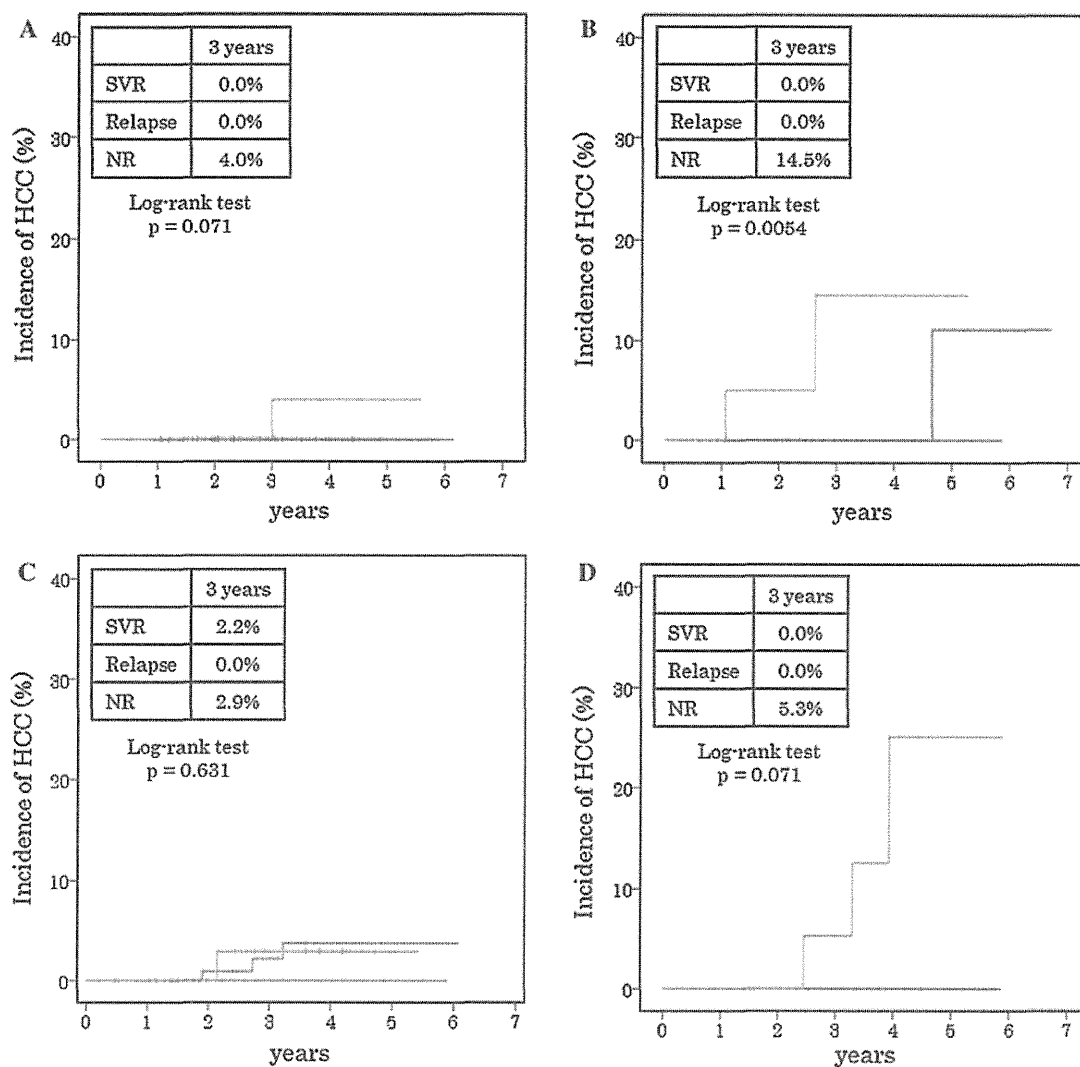 A
3 years
SVR 0.0%
Relapse 0.0%
NR 4.0%
Log-rank test
p = 0.071
Incidence of HCC (%)
40
30
20
10
0
0 1 2 3 4 5 6 7
years
B
3 years
SVR 0.0%
Relapse 0.0%
NR 14.5%
Log-rank test
p = 0.0054
Incidence of HCC (%)
40
30
20
10
0
0 1 2 3 4 5 6 7
years
C
3 years
SVR 2.2%
Relapse 0.0%
NR 2.9%
Log-rank test
p = 0.631
Incidence of HCC (%)
40
30
20
10
0
0 1 2 3 4 5 6 7
years
D
3 years
SVR 0.0%
Relapse 0.0%
NR 5.3%
Log-rank test
p = 0.071
Incidence of HCC (%)
40
30
20
10
0
0 1 2 3 4 5 6 7
years